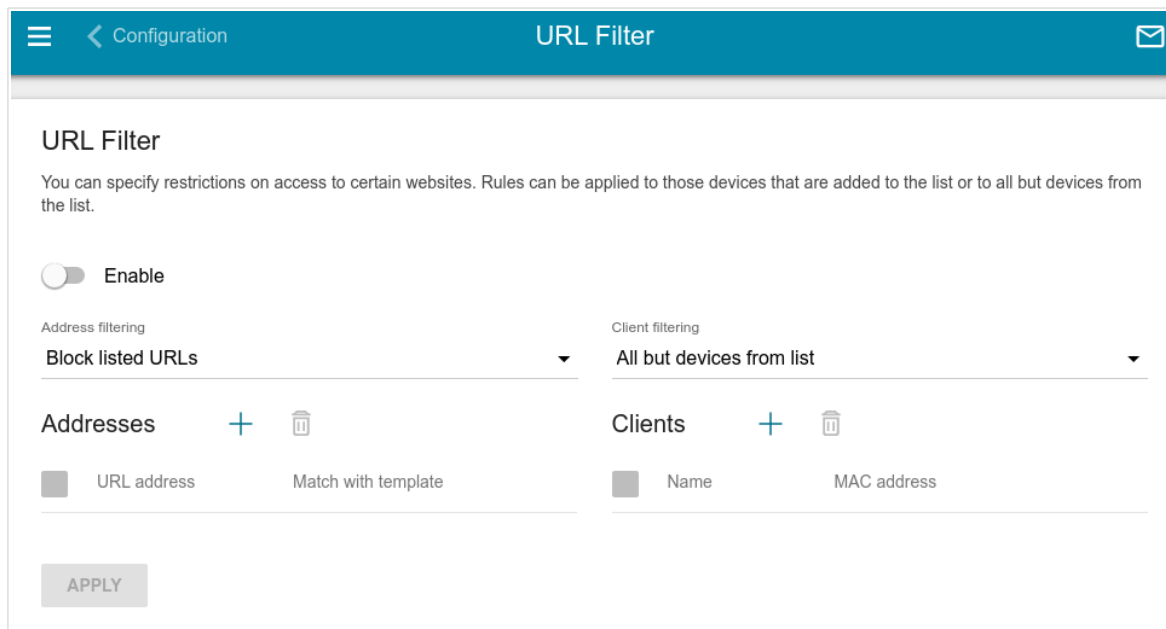 Configuration
URL Filter
URL Filter
You can specify restrictions on access to certain websites. Rules can be applied to those devices that are added to the list or to all but devices from
the list.
Enable
Address filtering
Client filtering
Block listed URLs
All but devices from list
Addresses
Clients
URL address
Match with template
Name
MAC address
APPLY